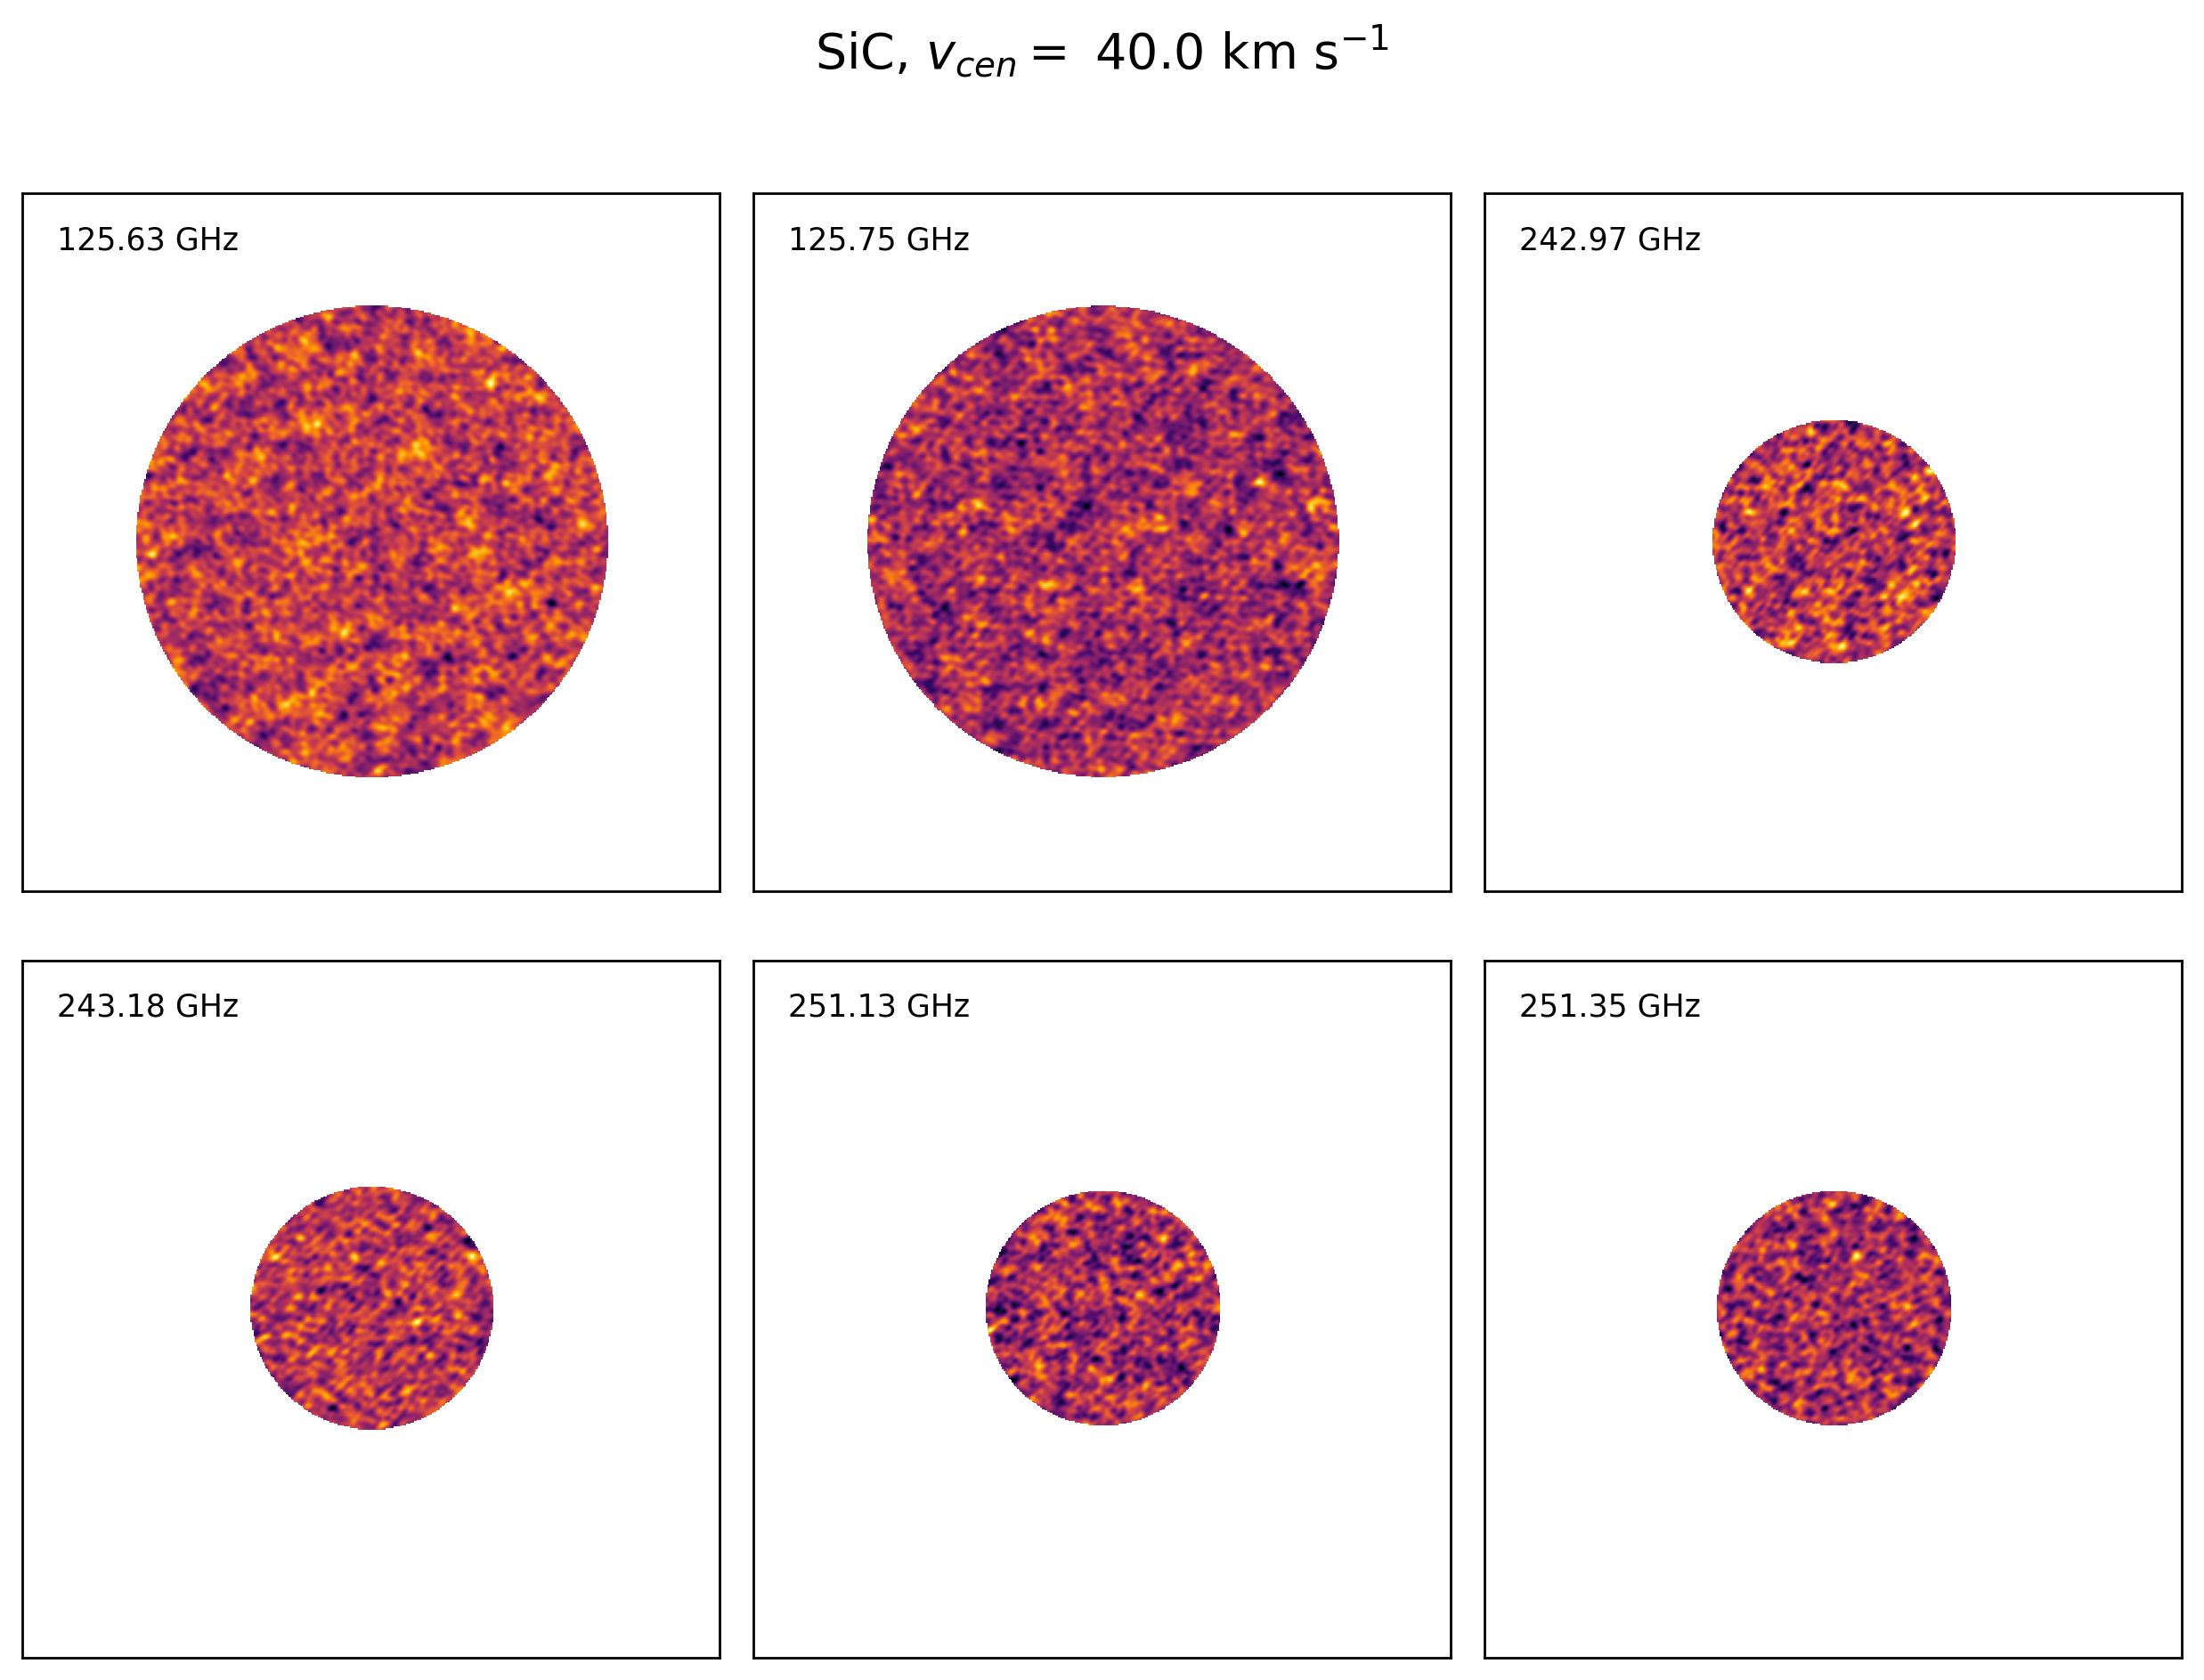 SiC, v_cen = 40.0 km s⁻¹
125.63 GHz
125.75 GHz
242.97 GHz
243.18 GHz
251.13 GHz
251.35 GHz